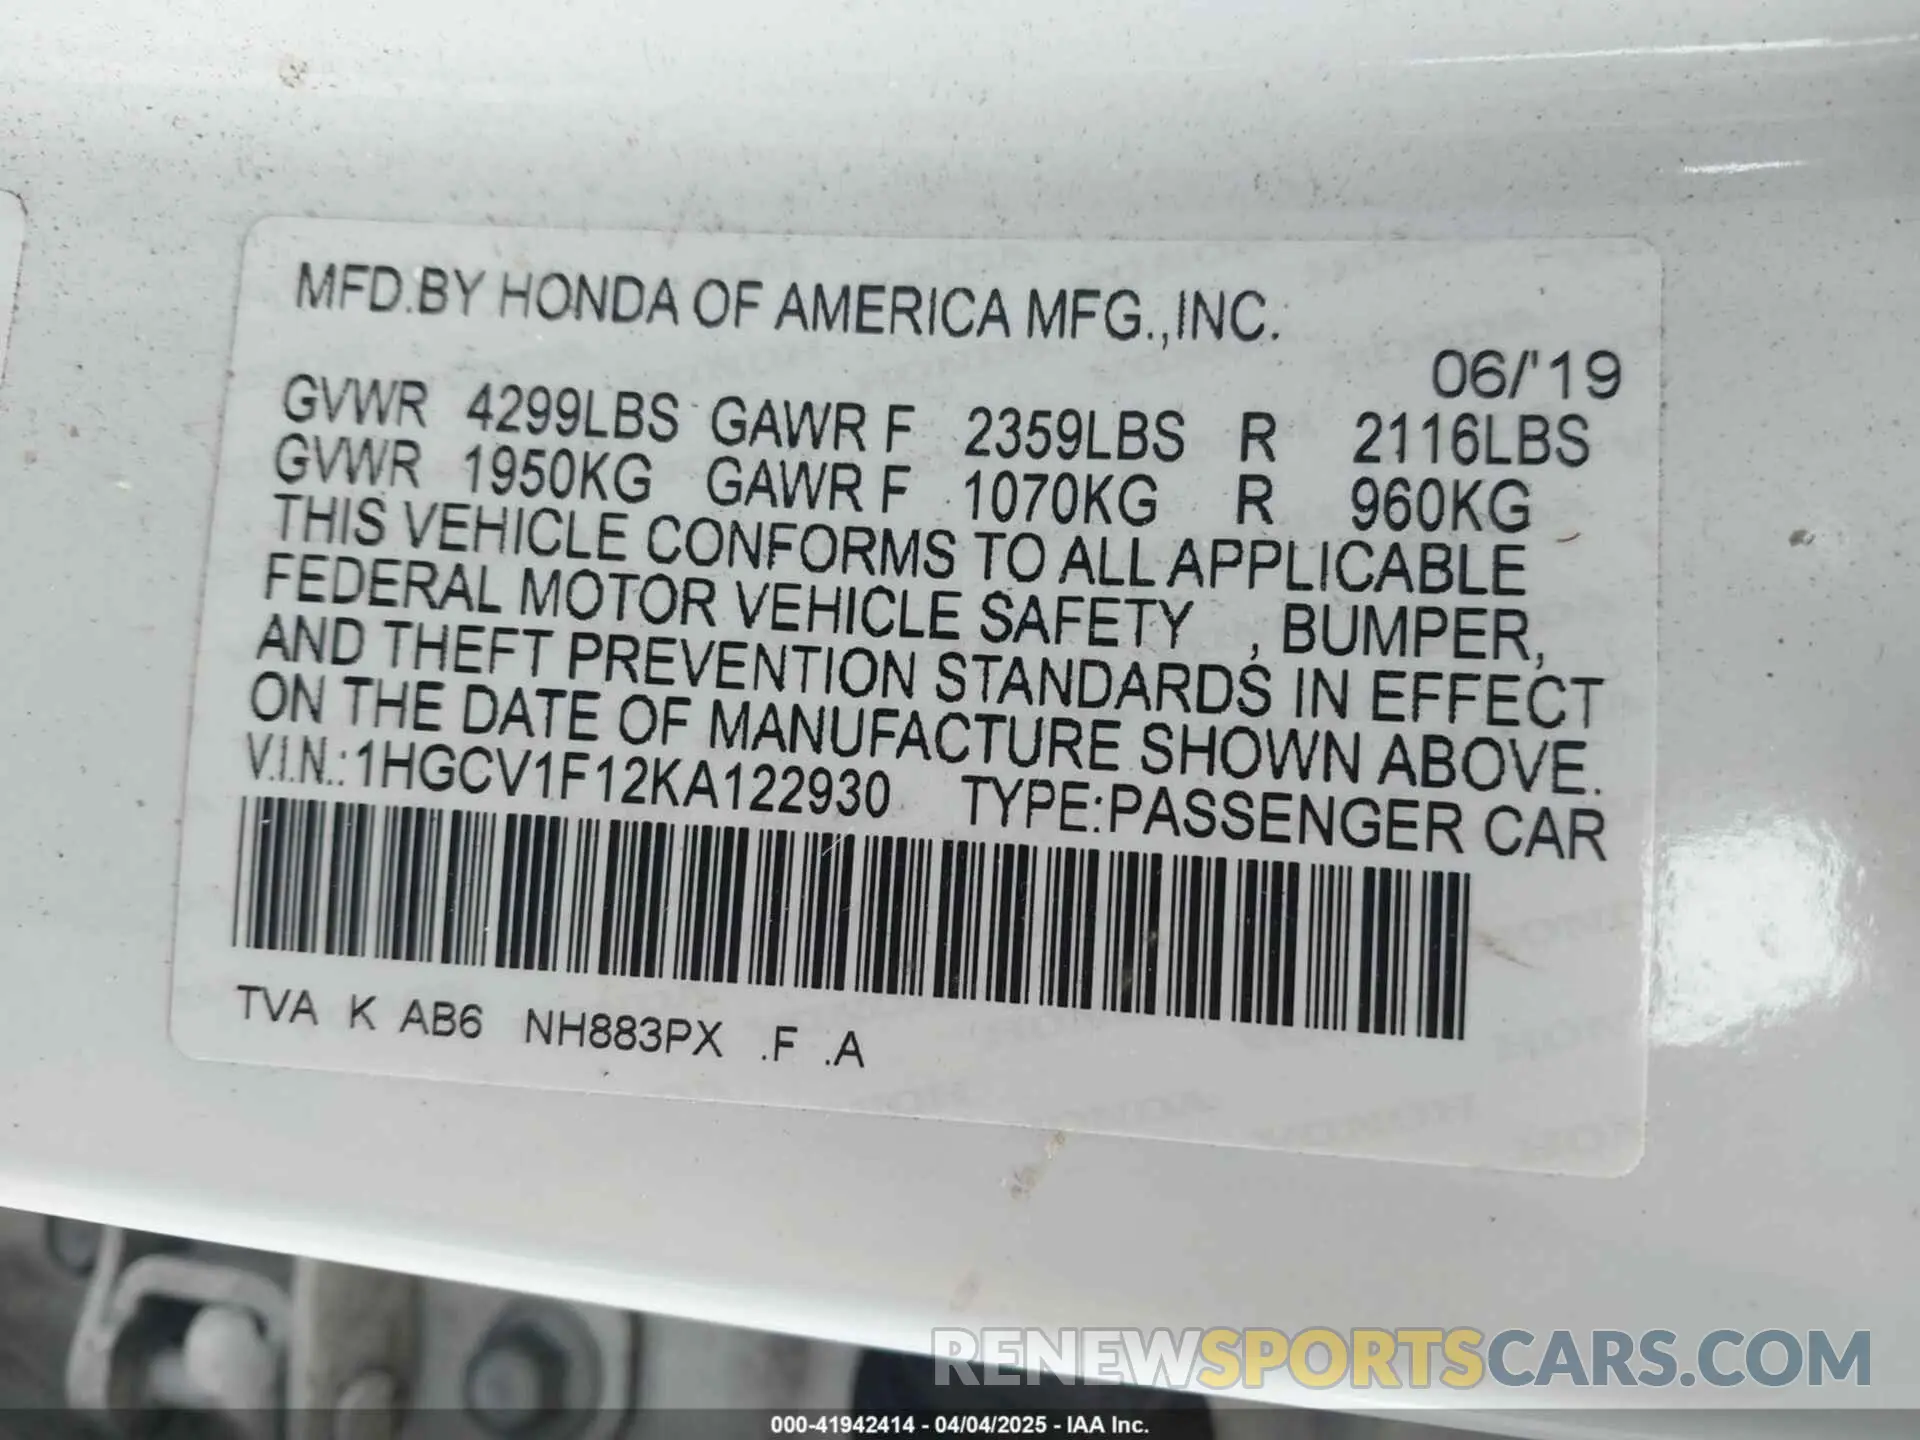 MFD.BY HONDA OF AMERICA MFG.,INC.
06/'19
GVWR 4299LBS GAWR F 2359LBS R 2116LBS
GVWR 1950KG GAWR F 1070KG R 960KG
THIS VEHICLE CONFORMS TO ALL APPLICABLE
FEDERAL MOTOR VEHICLE SAFETY , BUMPER,
AND THEFT PREVENTION STANDARDS IN EFFECT
ON THE DATE OF MANUFACTURE SHOWN ABOVE.
V.I.N.:1HGCV1F12KA122930 TYPE:PASSENGER CAR
TVA K AB6 NH883PX .F .A
RENEWSPORTSCARS.COM
000-41942414 - 04/04/2025 - IAA Inc.